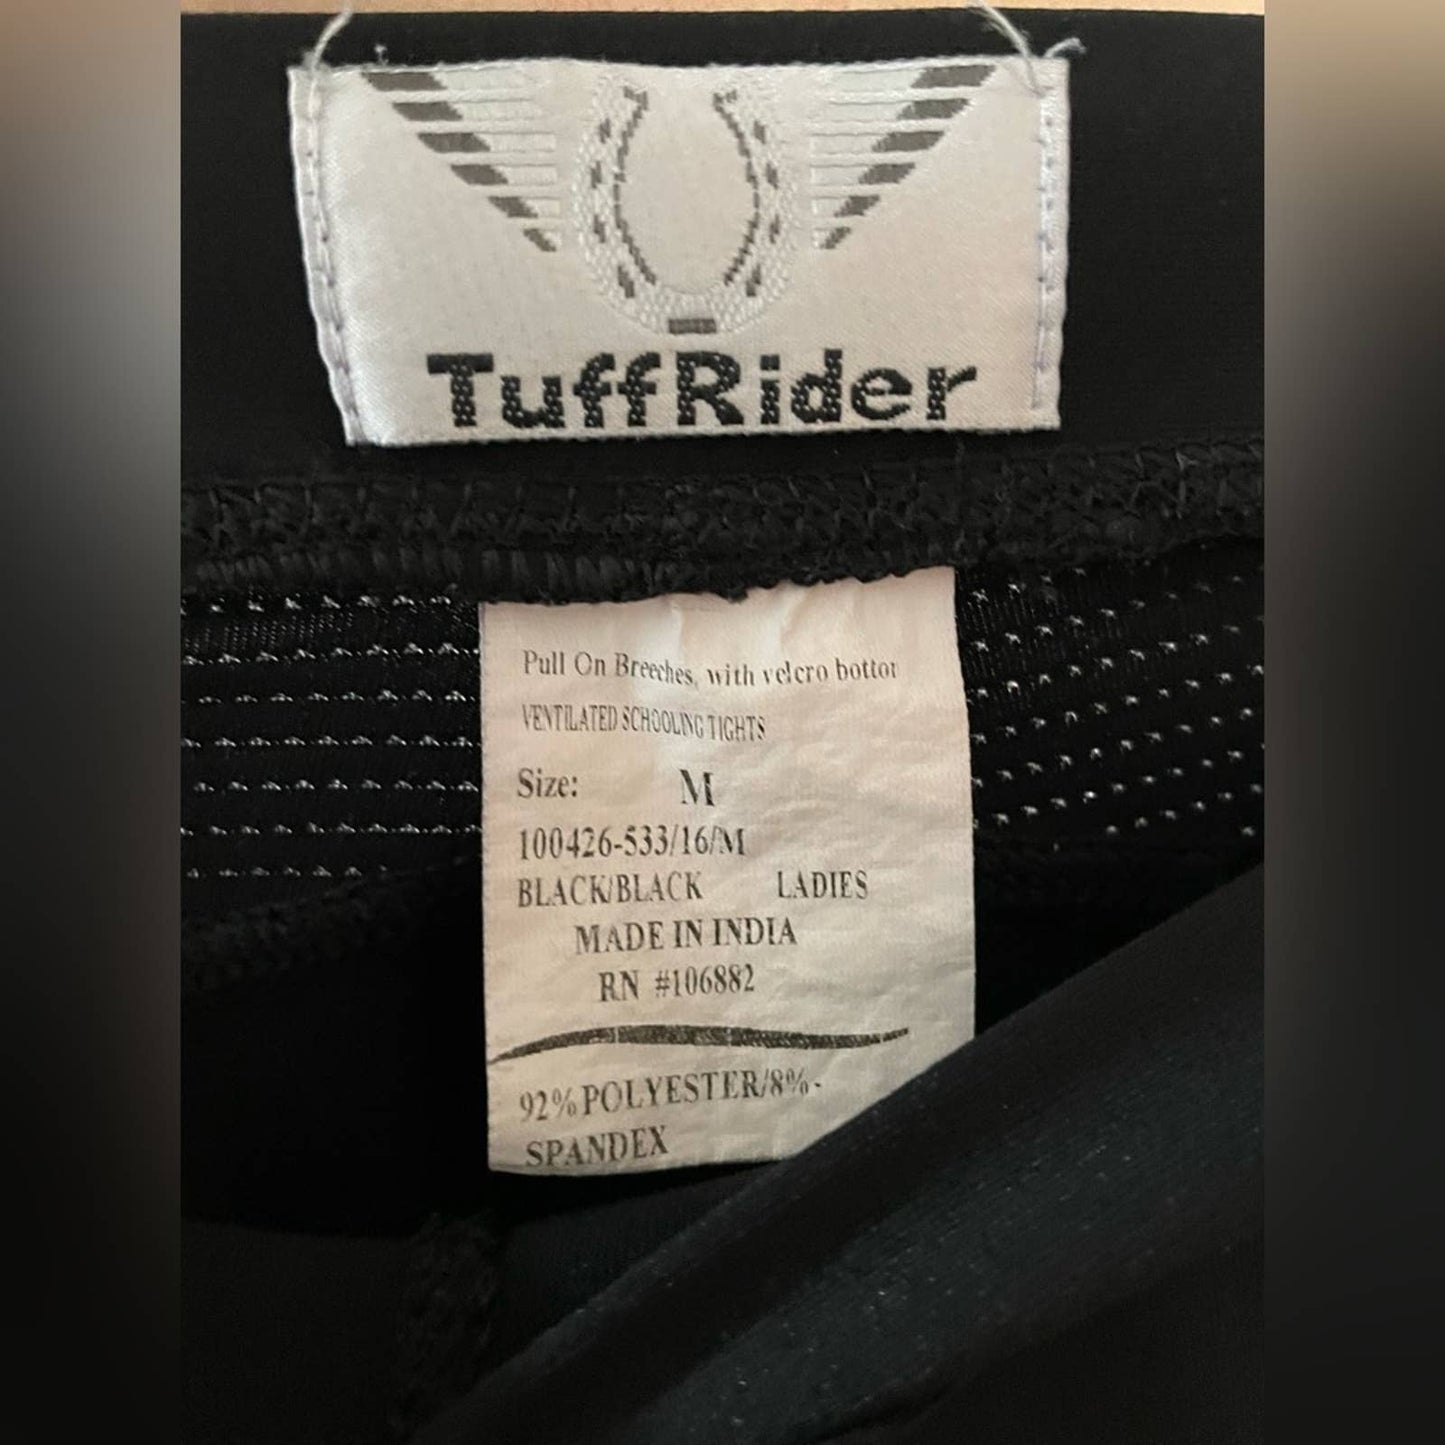 TuffRider
Pull On Breeches, with velcro bottom
VENTILATED SCHOOLING TIGHTS
Size: M
100426-533/16/M
BLACK/BLACK LADIES
MADE IN INDIA
RN #106882
92% POLYESTER/8%-
SPANDEX